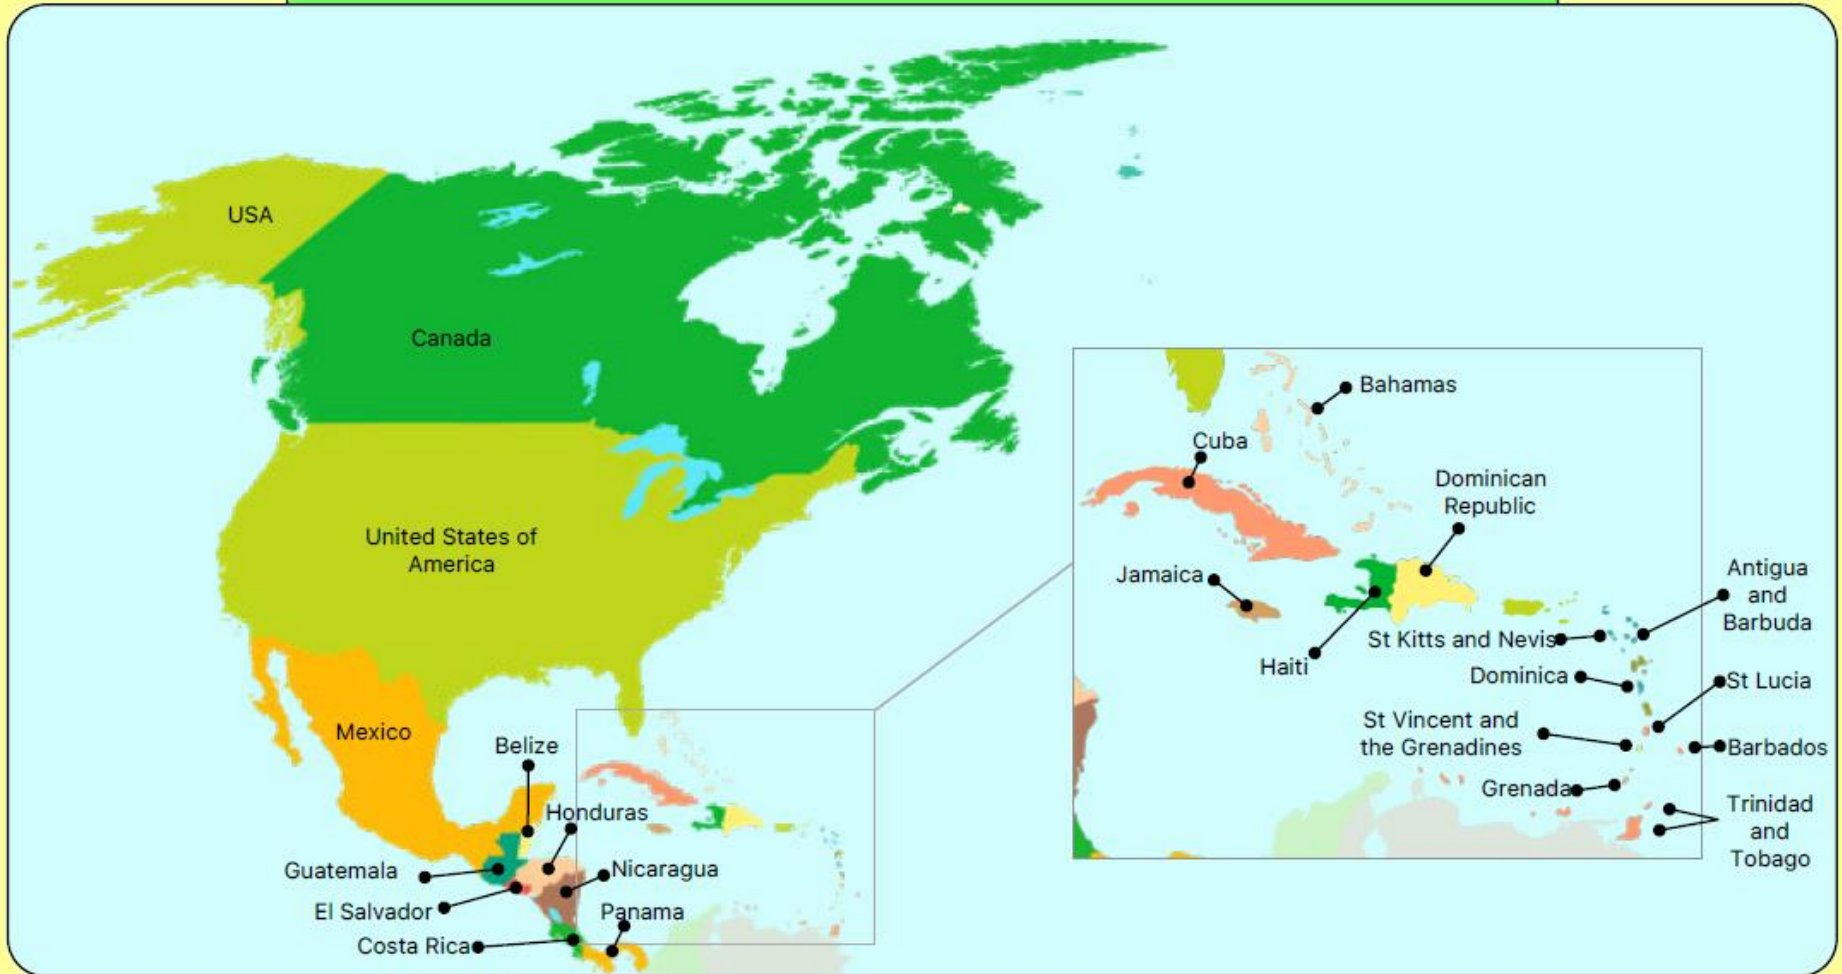 USA
Canada
United States of
America
Mexico
Belize
Honduras
Guatemala
Nicaragua
El Salvador
Panama
Costa Rica
Bahamas
Cuba
Dominican
Republic
Jamaica
Haiti
Antigua
and
Barbuda
St Kitts and Nevis
Dominica
St Lucia
St Vincent and
the Grenadines
Barbados
Grenada
Trinidad
and
Tobago